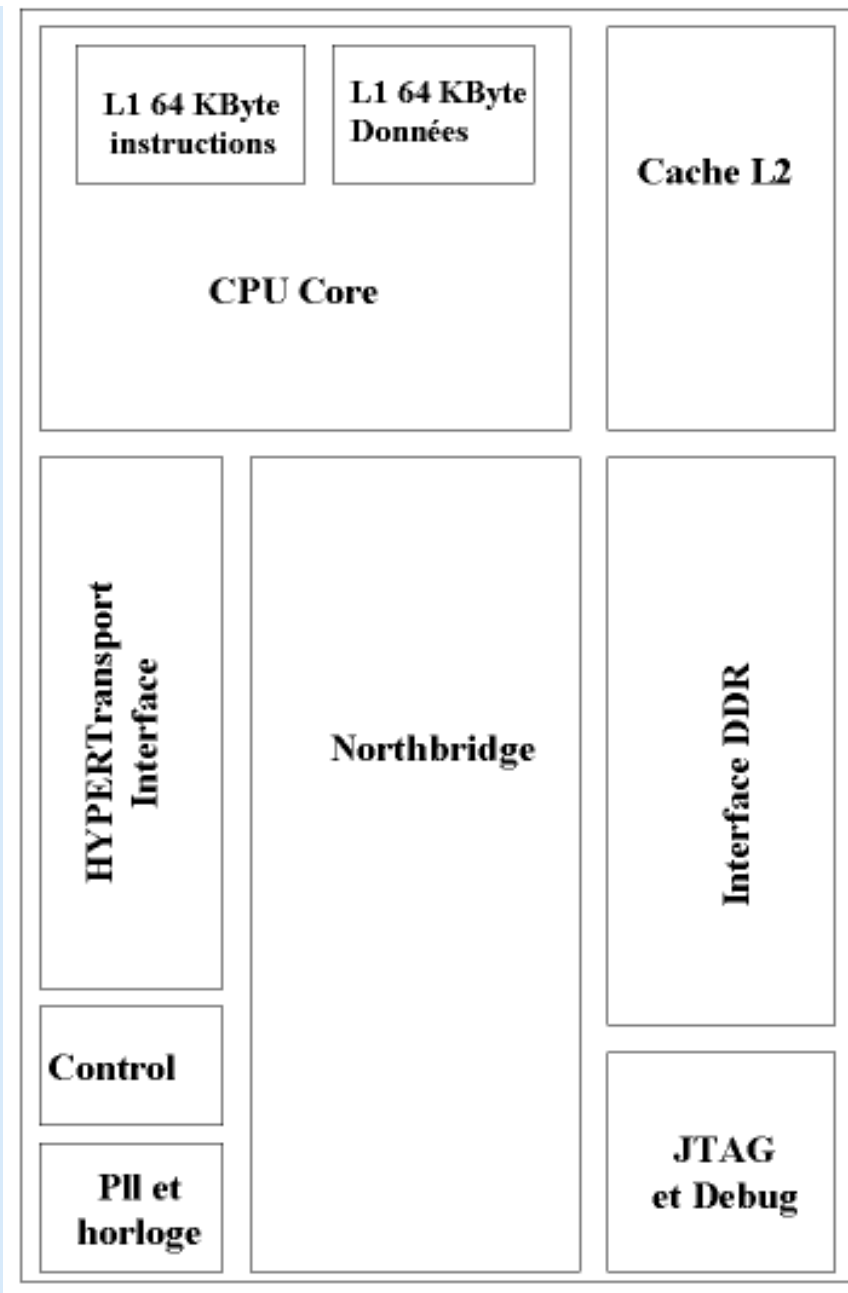 L1 64 KByte
instructions
L1 64 KByte
Données
CPU Core
Cache L2
HYPERTransport
Interface
Northbridge
Interface DDR
Control
Pll et
horloge
JTAG
et Debug